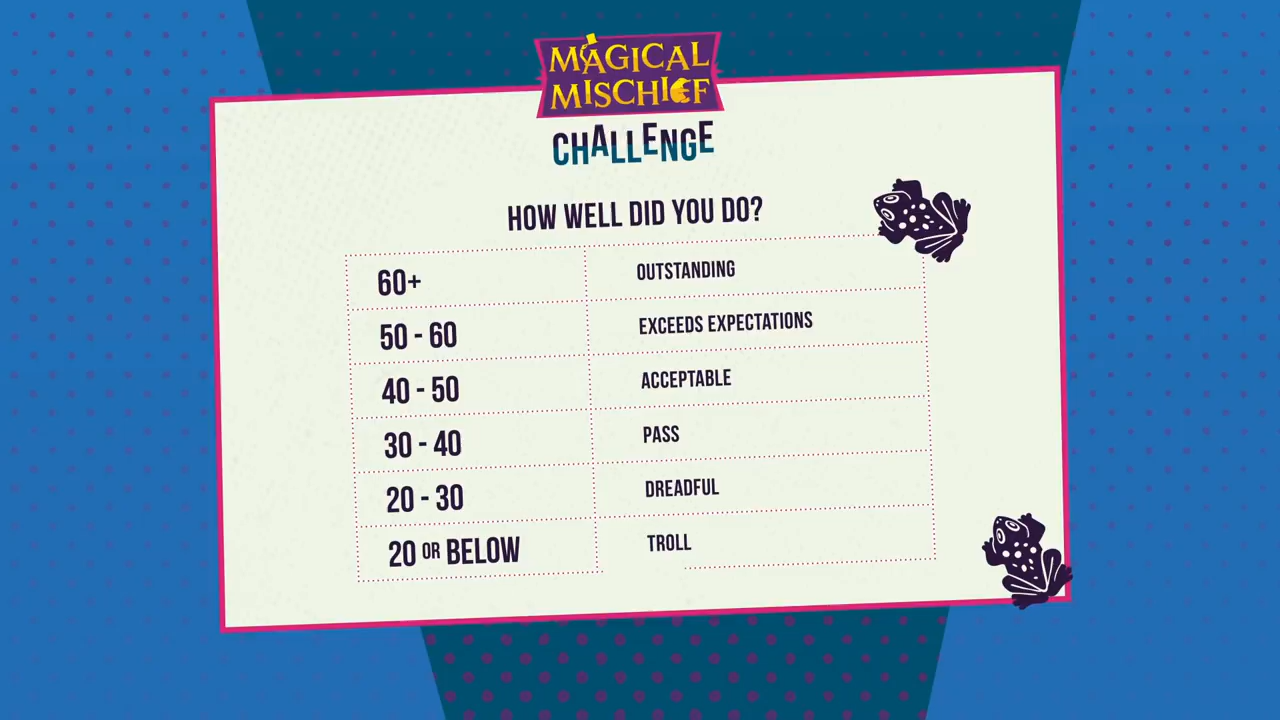 MAGICAL
MISCHIEF
CHALLENGE
HOW WELL DID YOU DO?
60+ OUTSTANDING
50 - 60 EXCEEDS EXPECTATIONS
40 - 50 ACCEPTABLE
30 - 40 PASS
20 - 30 DREADFUL
20 OR BELOW TROLL